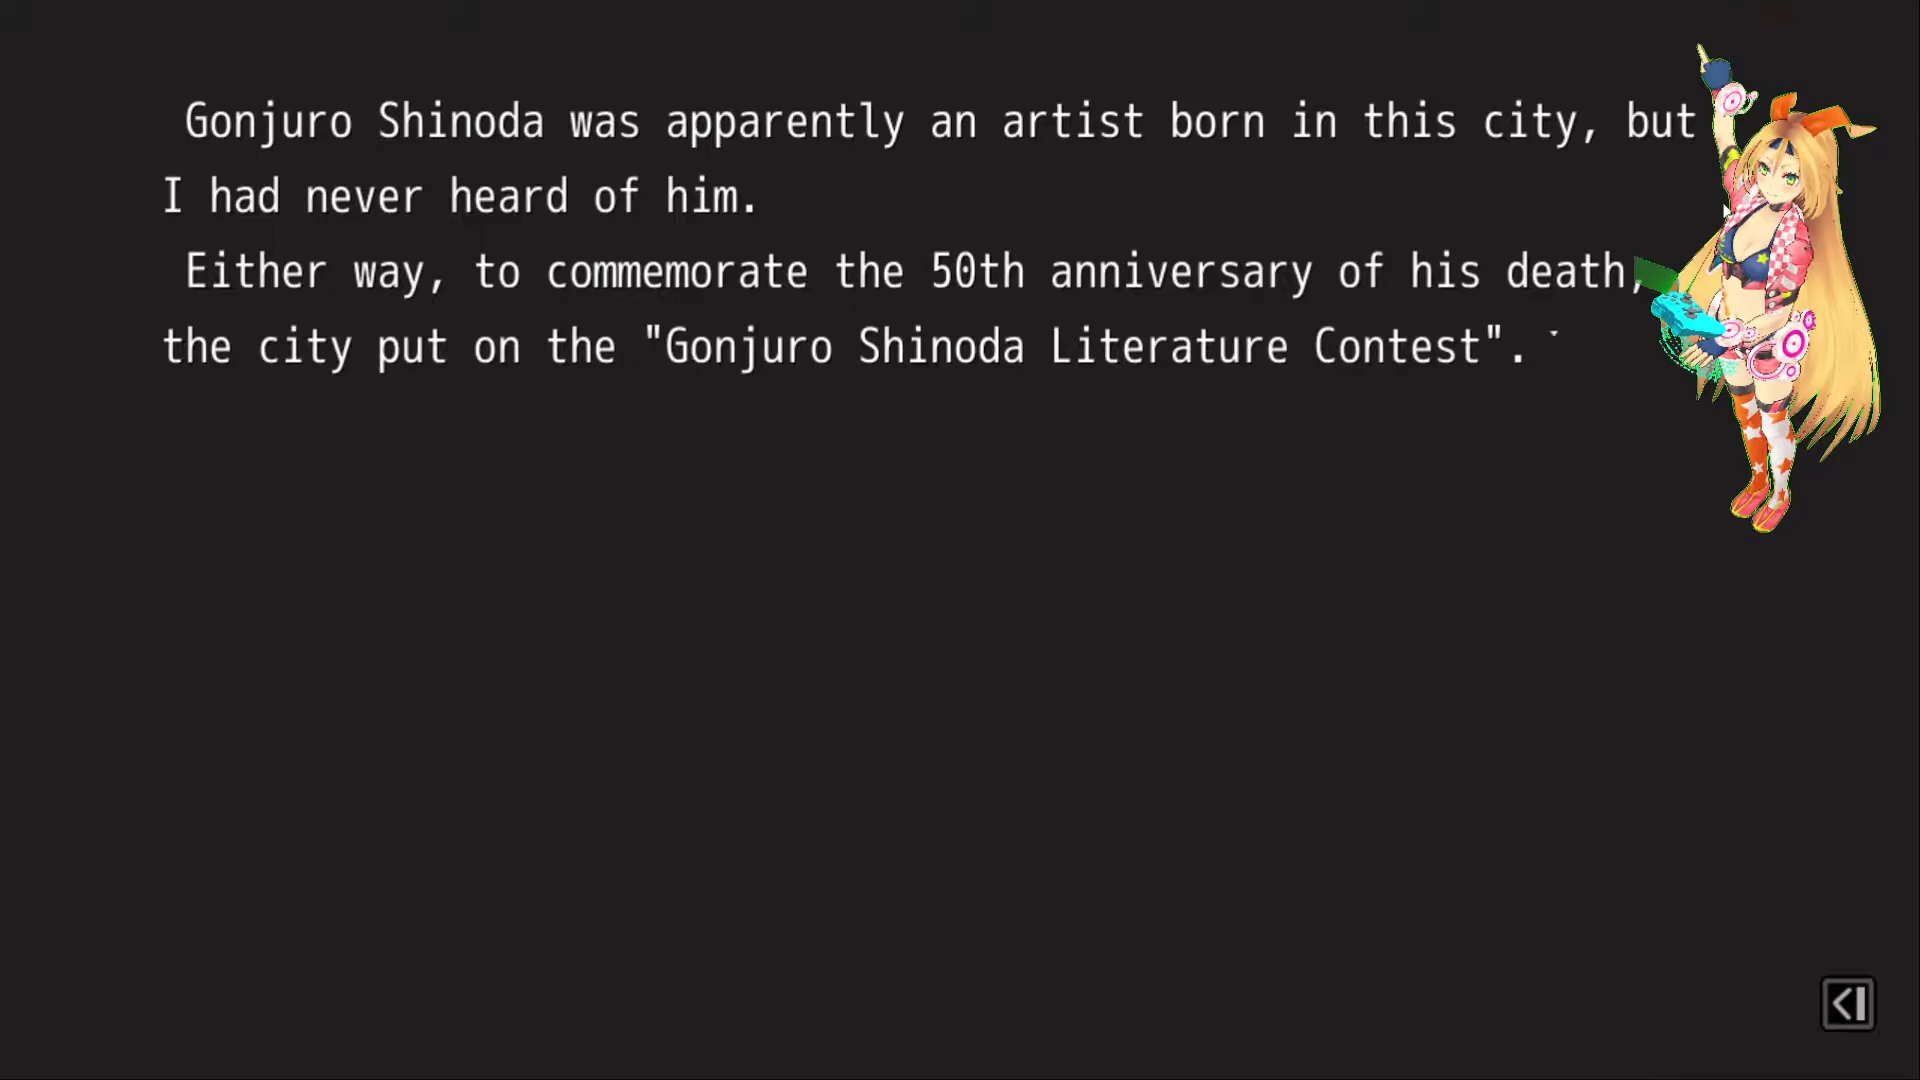 Gonjuro Shinoda was apparently an artist born in this city, but
I had never heard of him.
Either way, to commemorate the 50th anniversary of his death,
the city put on the "Gonjuro Shinoda Literature Contest".